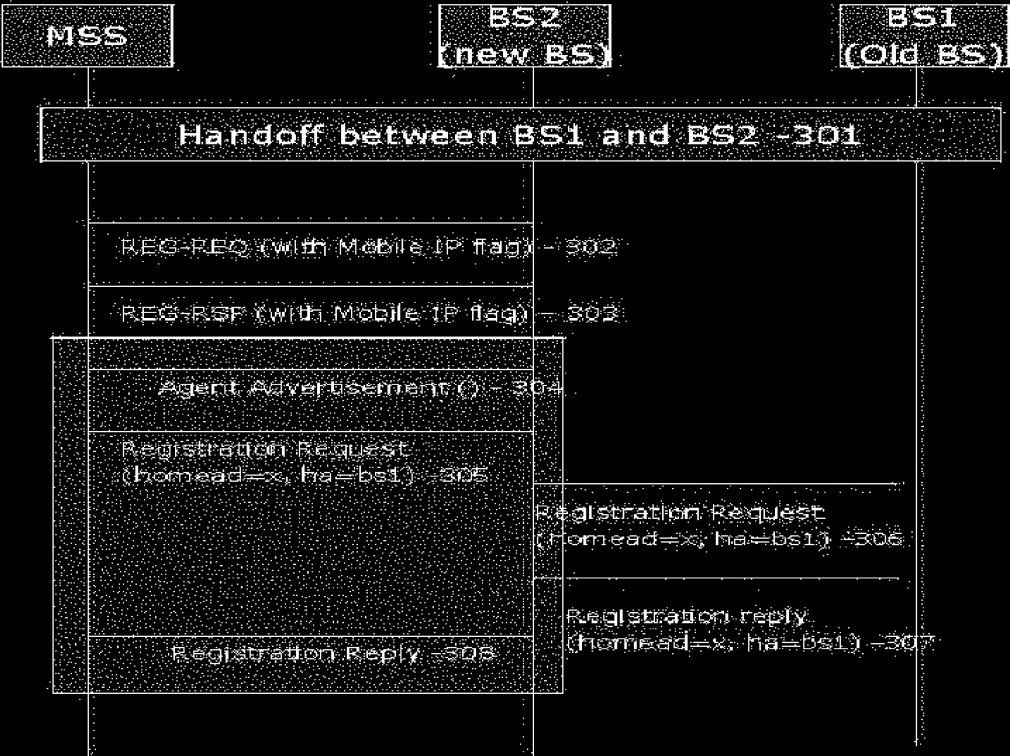 MSS
BS2
(new BS)
BS1
(Old BS)
Handoff between BS1 and BS2 -301
REG-REQ (with Mobile IP flag) - 302
REG-RSP (with Mobile IP flag) - 303
Agent Advertisement () - 304
Registration Request
(homead=x, ha=bs1) -305
Registration Request
(homead=x, ha=bs1) -306
Registration reply
(homead=x, ha=bs1) -307
Registration Reply -308